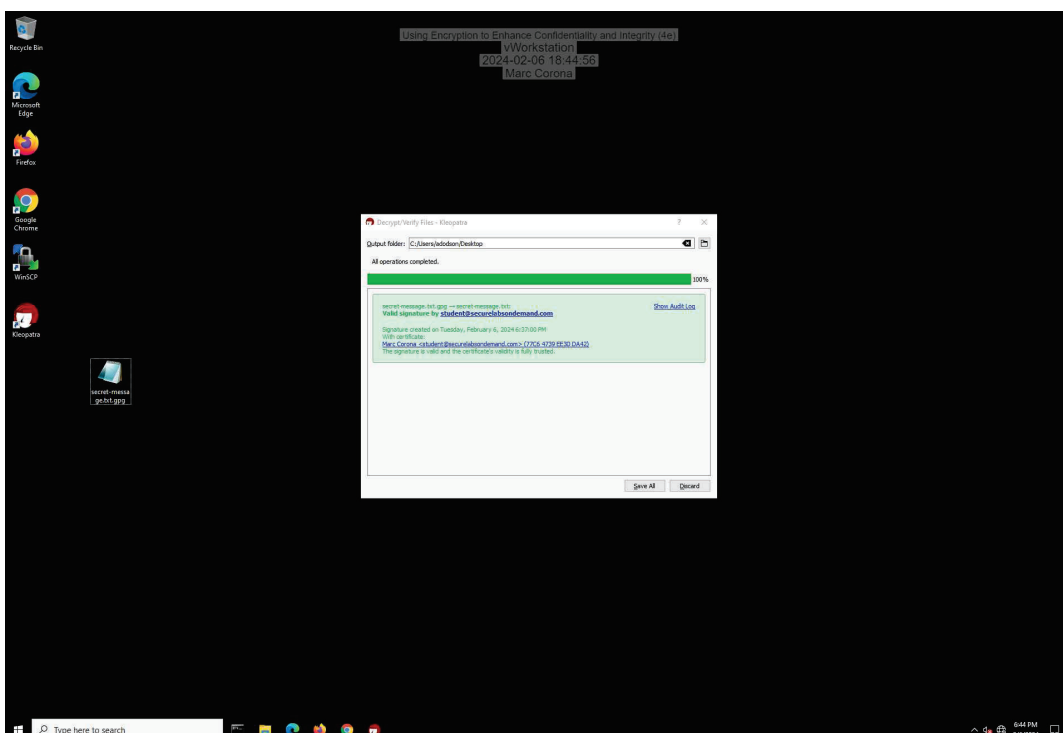 Recycle Bin
Microsoft
Edge
Firefox
Google
Chrome
WinSCP
Kleopatra
secret-messa
ge.txt.gpg
Using Encryption to Enhance Confidentiality and Integrity (4e)
vWorkstation
2024-02-06 18:44:56
Marc Corona
Decrypt/Verify Files - Kleopatra
Output folder: C:/Users/adodson/Desktop
All operations completed.
100%
secret-message.txt.gpg → secret-message.txt: Show Audit Log
Valid signature by student@securelabsondemand.com
Signature created on Tuesday, February 6, 2024 6:37:00 PM
With certificate:
Marc Corona <student@securelabsondemand.com> (77C6 4739 EE3D DA42)
The signature is valid and the certificate's validity is fully trusted.
Save All Discard
Type here to search
6:44 PM